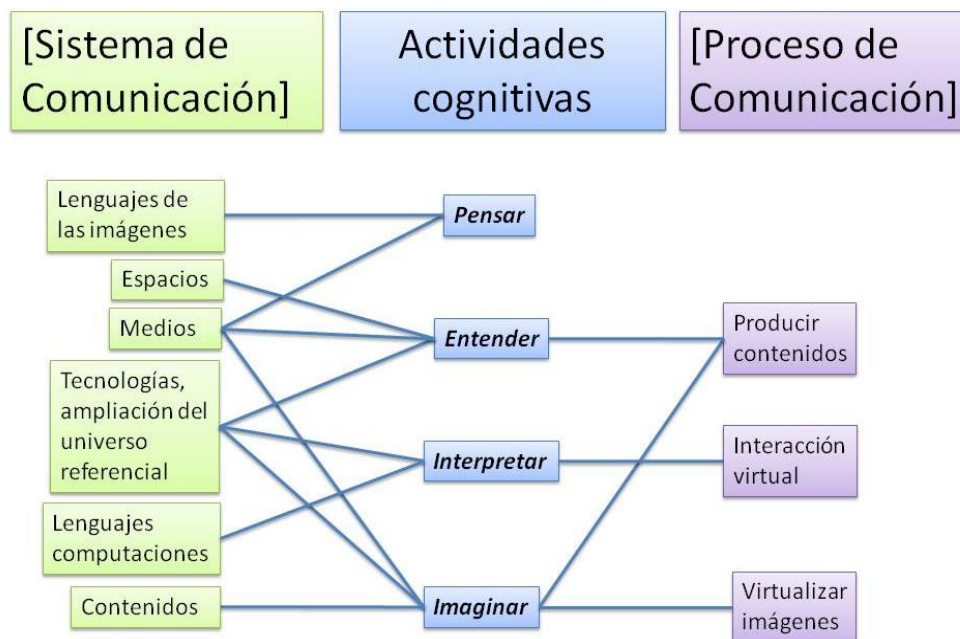 [Sistema de
Comunicación]
Actividades
cognitivas
[Proceso de
Comunicación]
Lenguajes de
las imágenes
Espacios
Medios
Tecnologías,
ampliación del
universo
referencial
Lenguajes
computaciones
Contenidos
Pensar
Entender
Interpretar
Imaginar
Producir
contenidos
Interacción
virtual
Virtualizar
imágenes